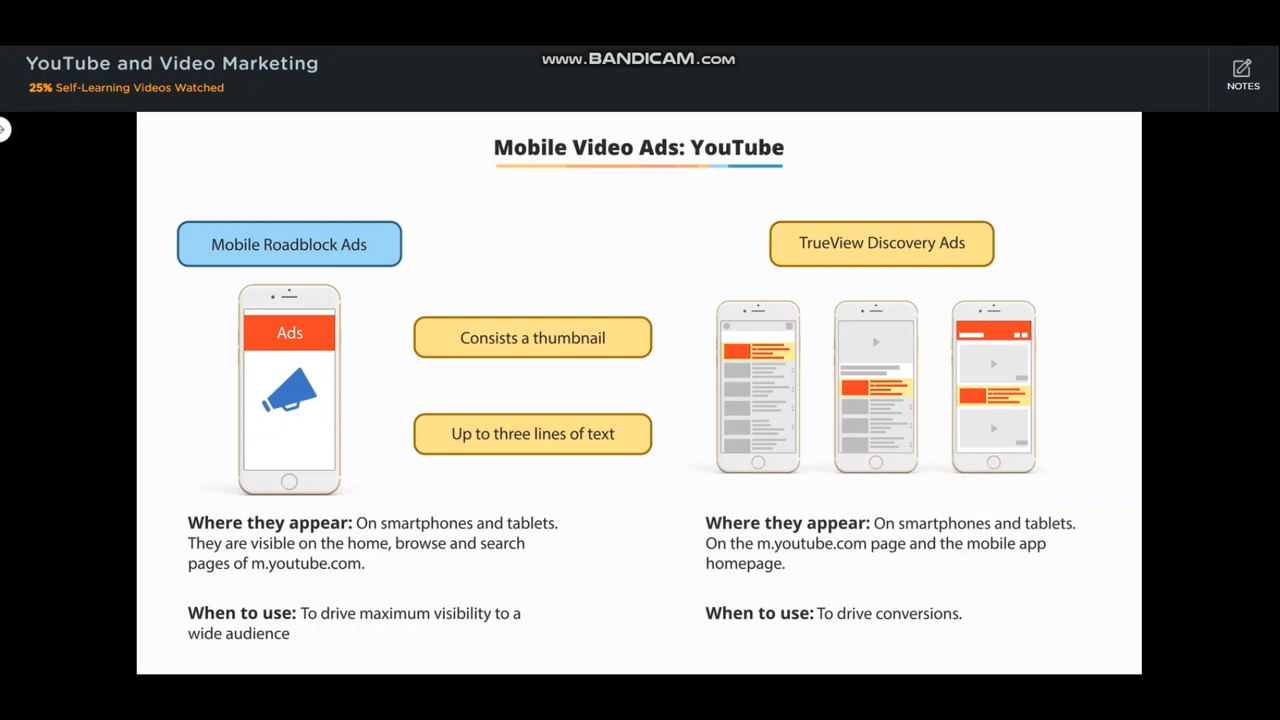 YouTube and Video Marketing
25% Self-Learning Videos Watched
www.BANDICAM.com
NOTES
Mobile Video Ads: YouTube
Mobile Roadblock Ads
TrueView Discovery Ads
Ads
Consists a thumbnail
Up to three lines of text
Where they appear: On smartphones and tablets.
They are visible on the home, browse and search
pages of m.youtube.com.
When to use: To drive maximum visibility to a
wide audience
Where they appear: On smartphones and tablets.
On the m.youtube.com page and the mobile app
homepage.
When to use: To drive conversions.